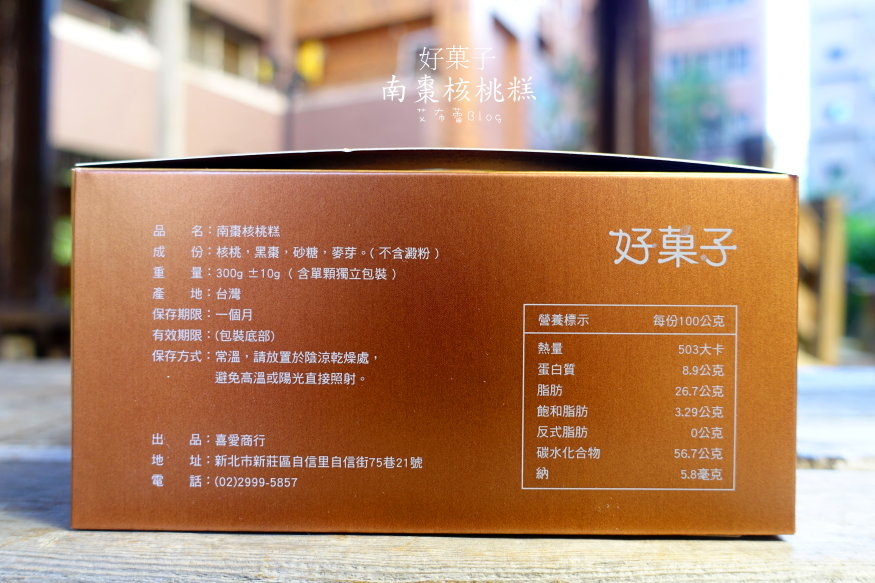 好菓子
南棗核桃糕
艾布蕾Blog
品　　名：南棗核桃糕
成　　份：核桃，黑棗，砂糖，麥芽。( 不含澱粉 )
重　　量：300g ±10g ( 含單顆獨立包裝 )
產　　地：台灣
保存期限：一個月
有效期限：(包裝底部)
保存方式：常溫，請放置於陰涼乾燥處，
避免高溫或陽光直接照射。
出　　品：喜愛商行
地　　址：新北市新莊區自信里自信街75巷21號
電　　話：(02)2999-5857
好菓子
營養標示　每份100公克
熱量　503大卡
蛋白質　8.9公克
脂肪　26.7公克
飽和脂肪　3.29公克
反式脂肪　0公克
碳水化合物　56.7公克
納　5.8毫克